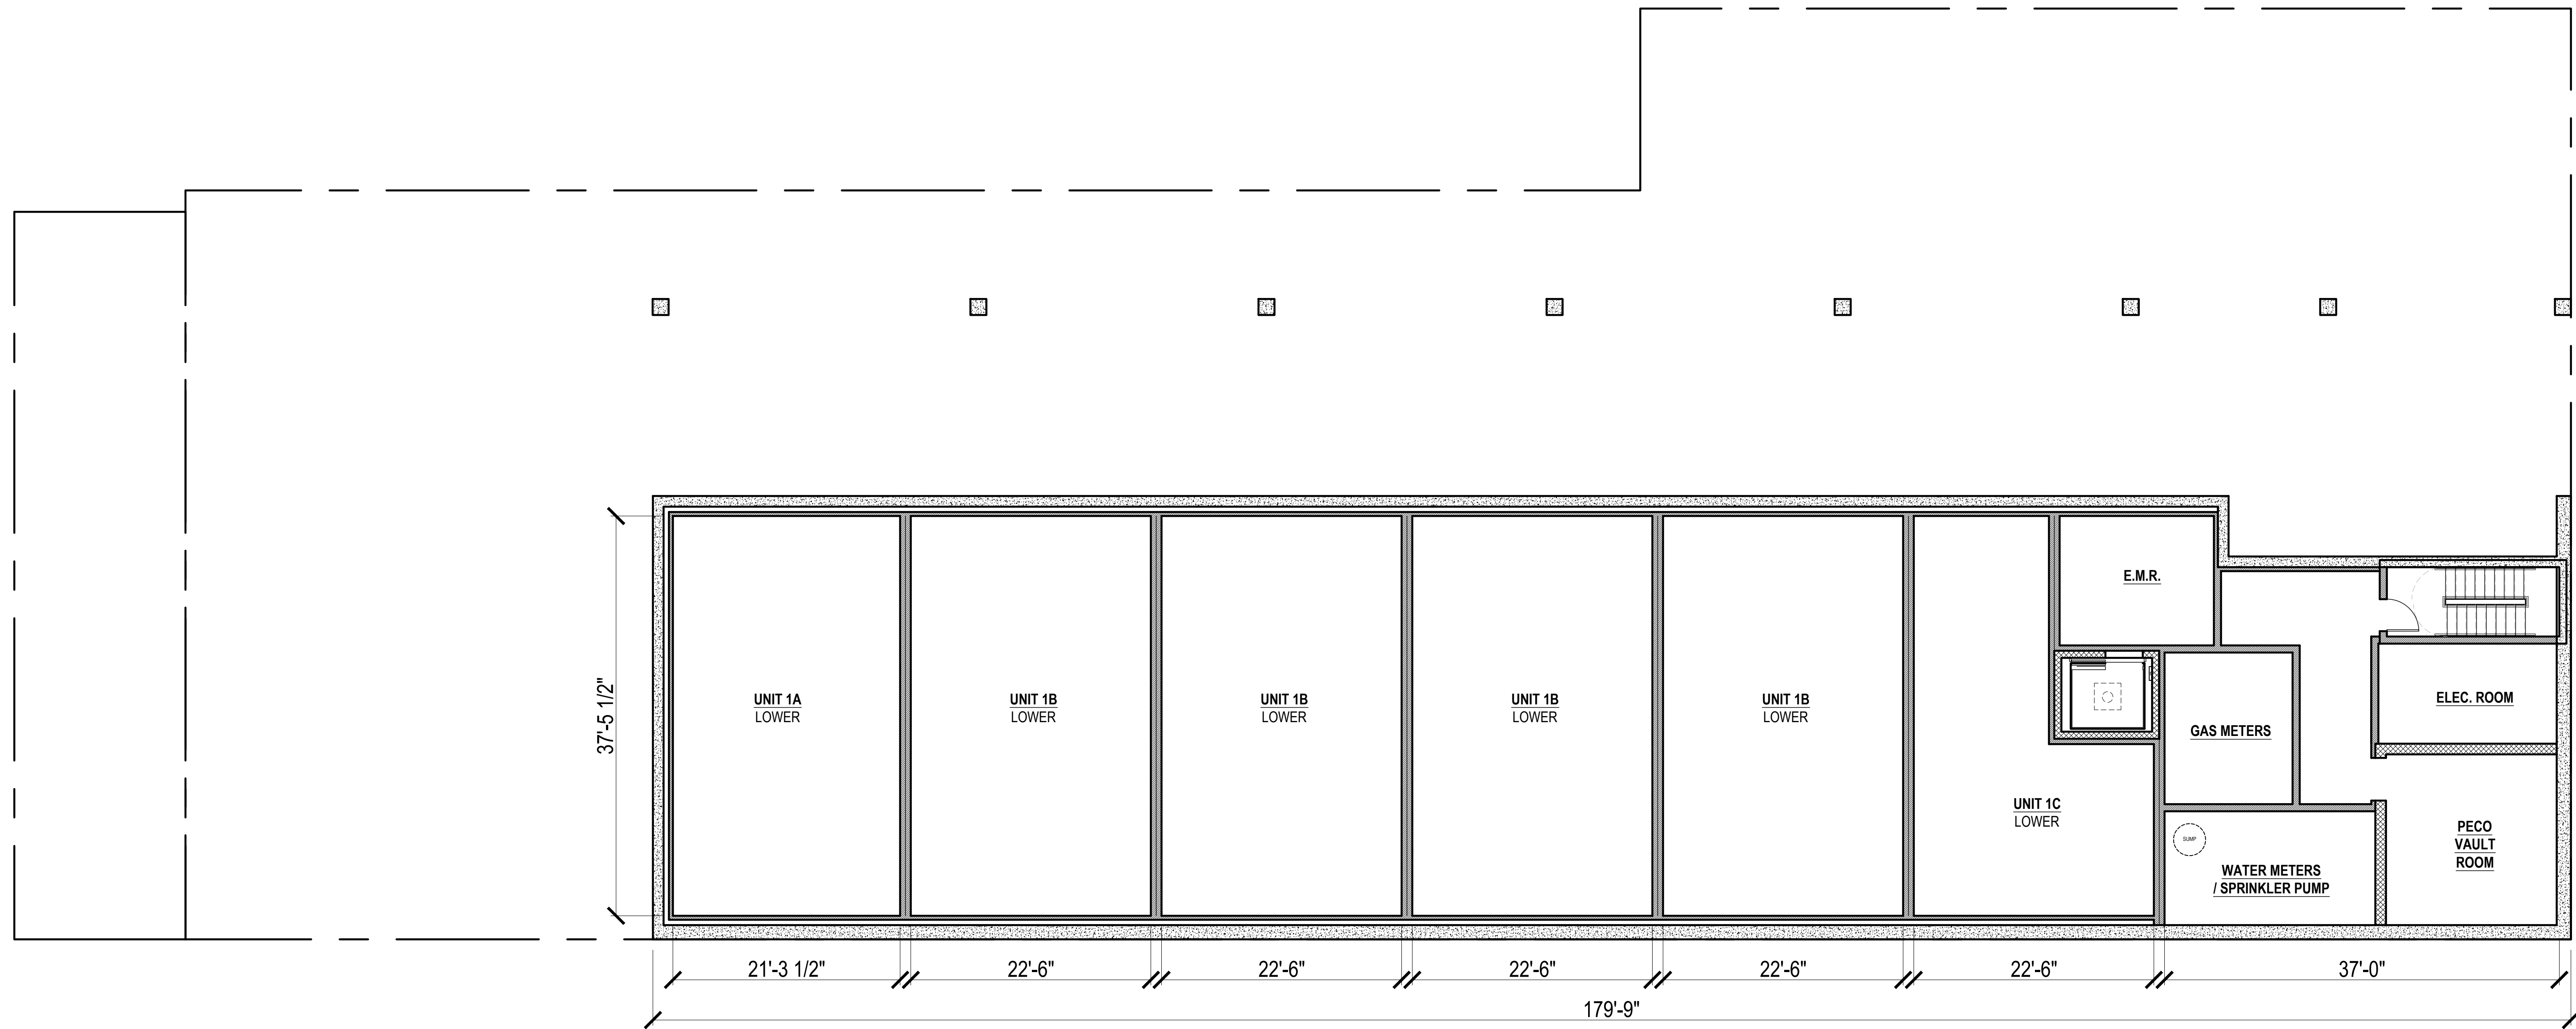 E.M.R.
UNIT 1A
LOWER
UNIT 1B
LOWER
UNIT 1B
LOWER
UNIT 1B
LOWER
UNIT 1B
LOWER
ELEC. ROOM
GAS METERS
37'-5 1/2"
UNIT 1C
LOWER
PECO
VAULT
ROOM
SUMP
WATER METERS
/ SPRINKLER PUMP
21'-3 1/2"
22'-6"
22'-6"
22'-6"
22'-6"
22'-6"
37'-0"
179'-9"